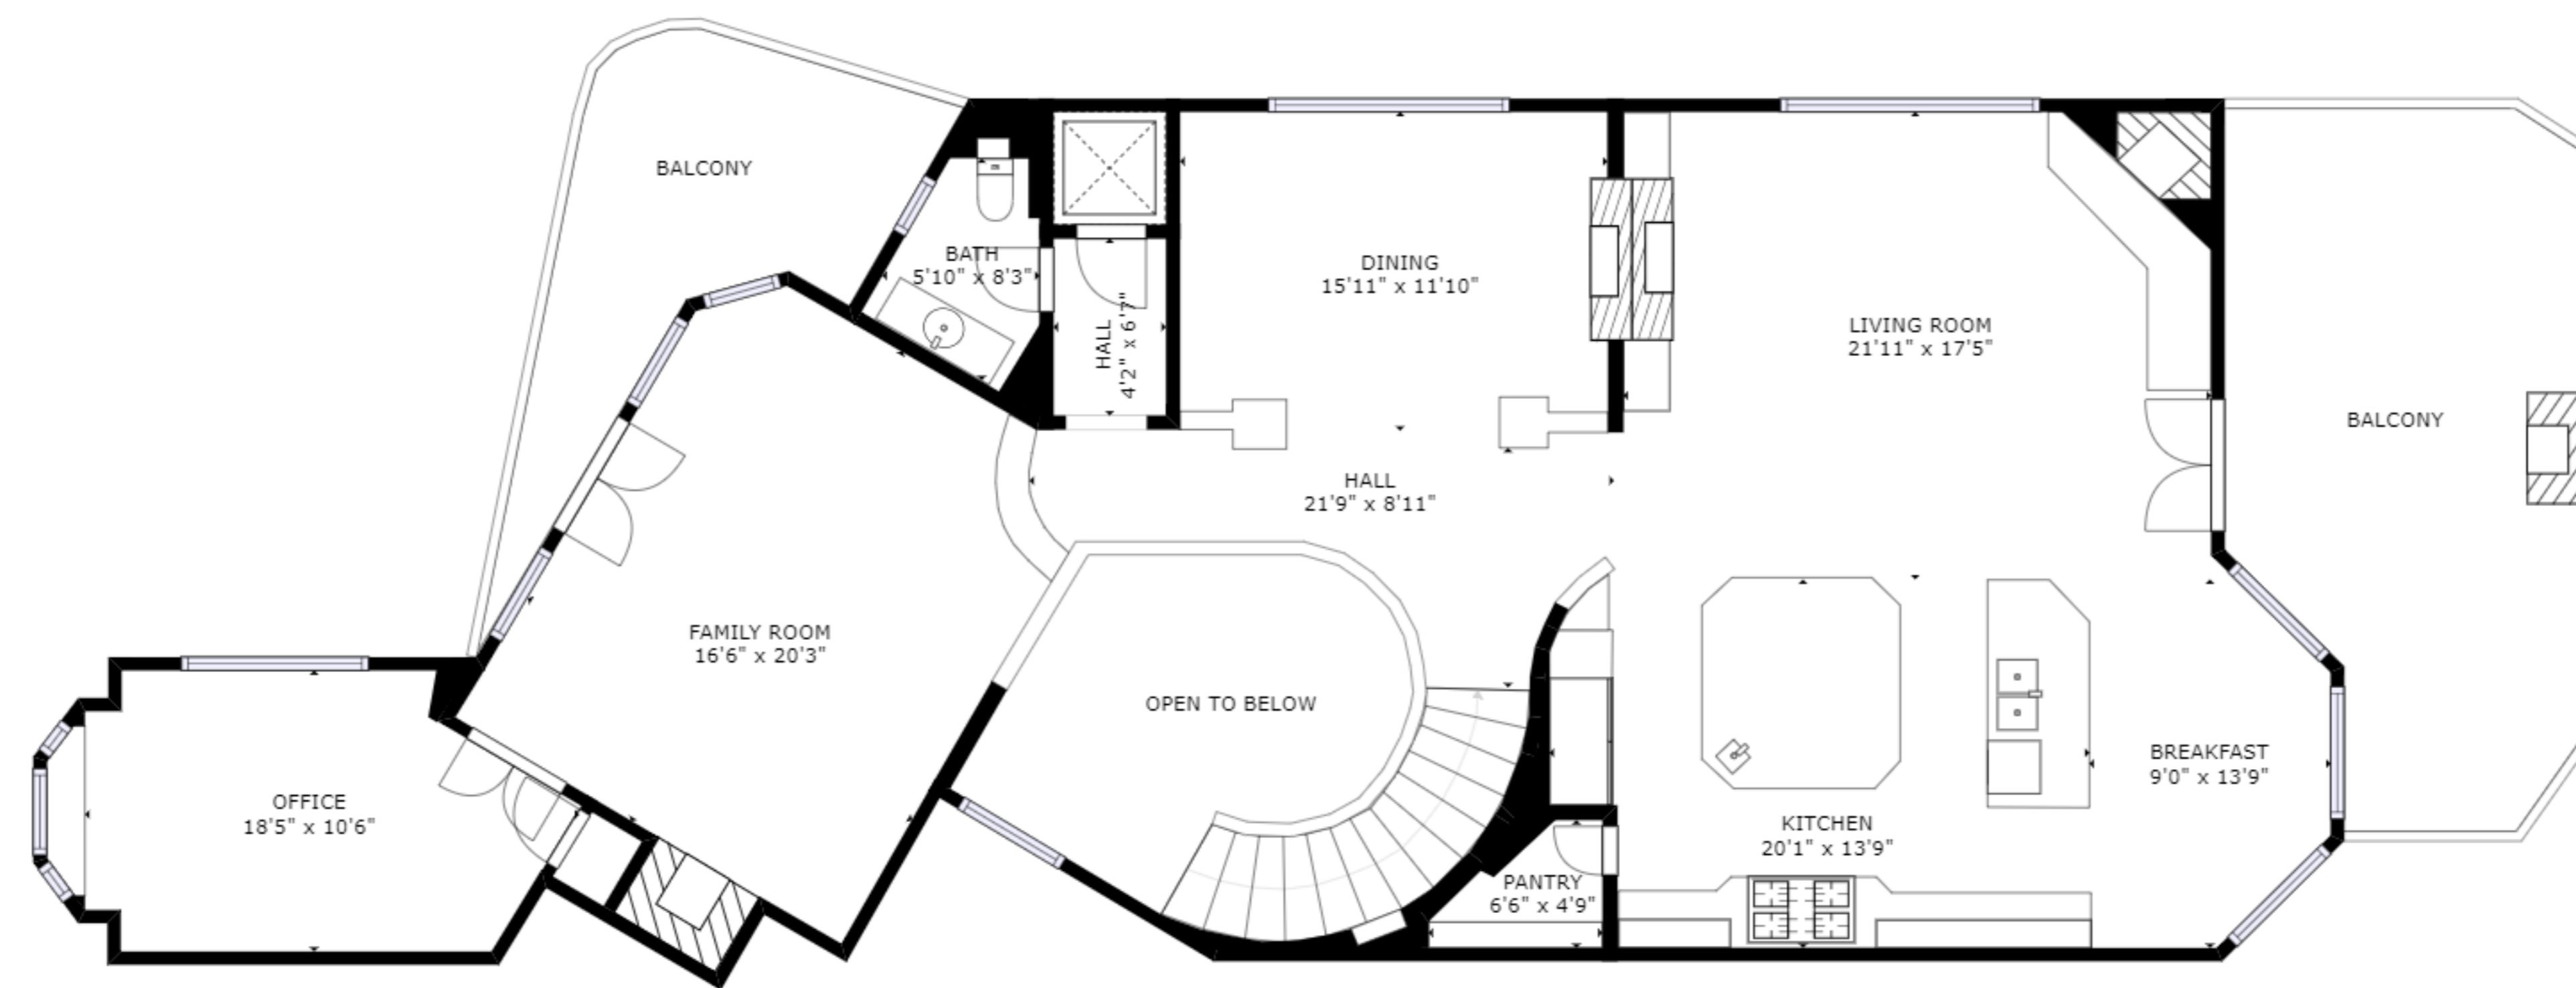 BALCONY
BATH
5'10" x 8'3"
HALL
4'2" x 6'7"
DINING
15'11" x 11'10"
LIVING ROOM
21'11" x 17'5"
BALCONY
HALL
21'9" x 8'11"
FAMILY ROOM
16'6" x 20'3"
OPEN TO BELOW
OFFICE
18'5" x 10'6"
BREAKFAST
9'0" x 13'9"
KITCHEN
20'1" x 13'9"
PANTRY
6'6" x 4'9"